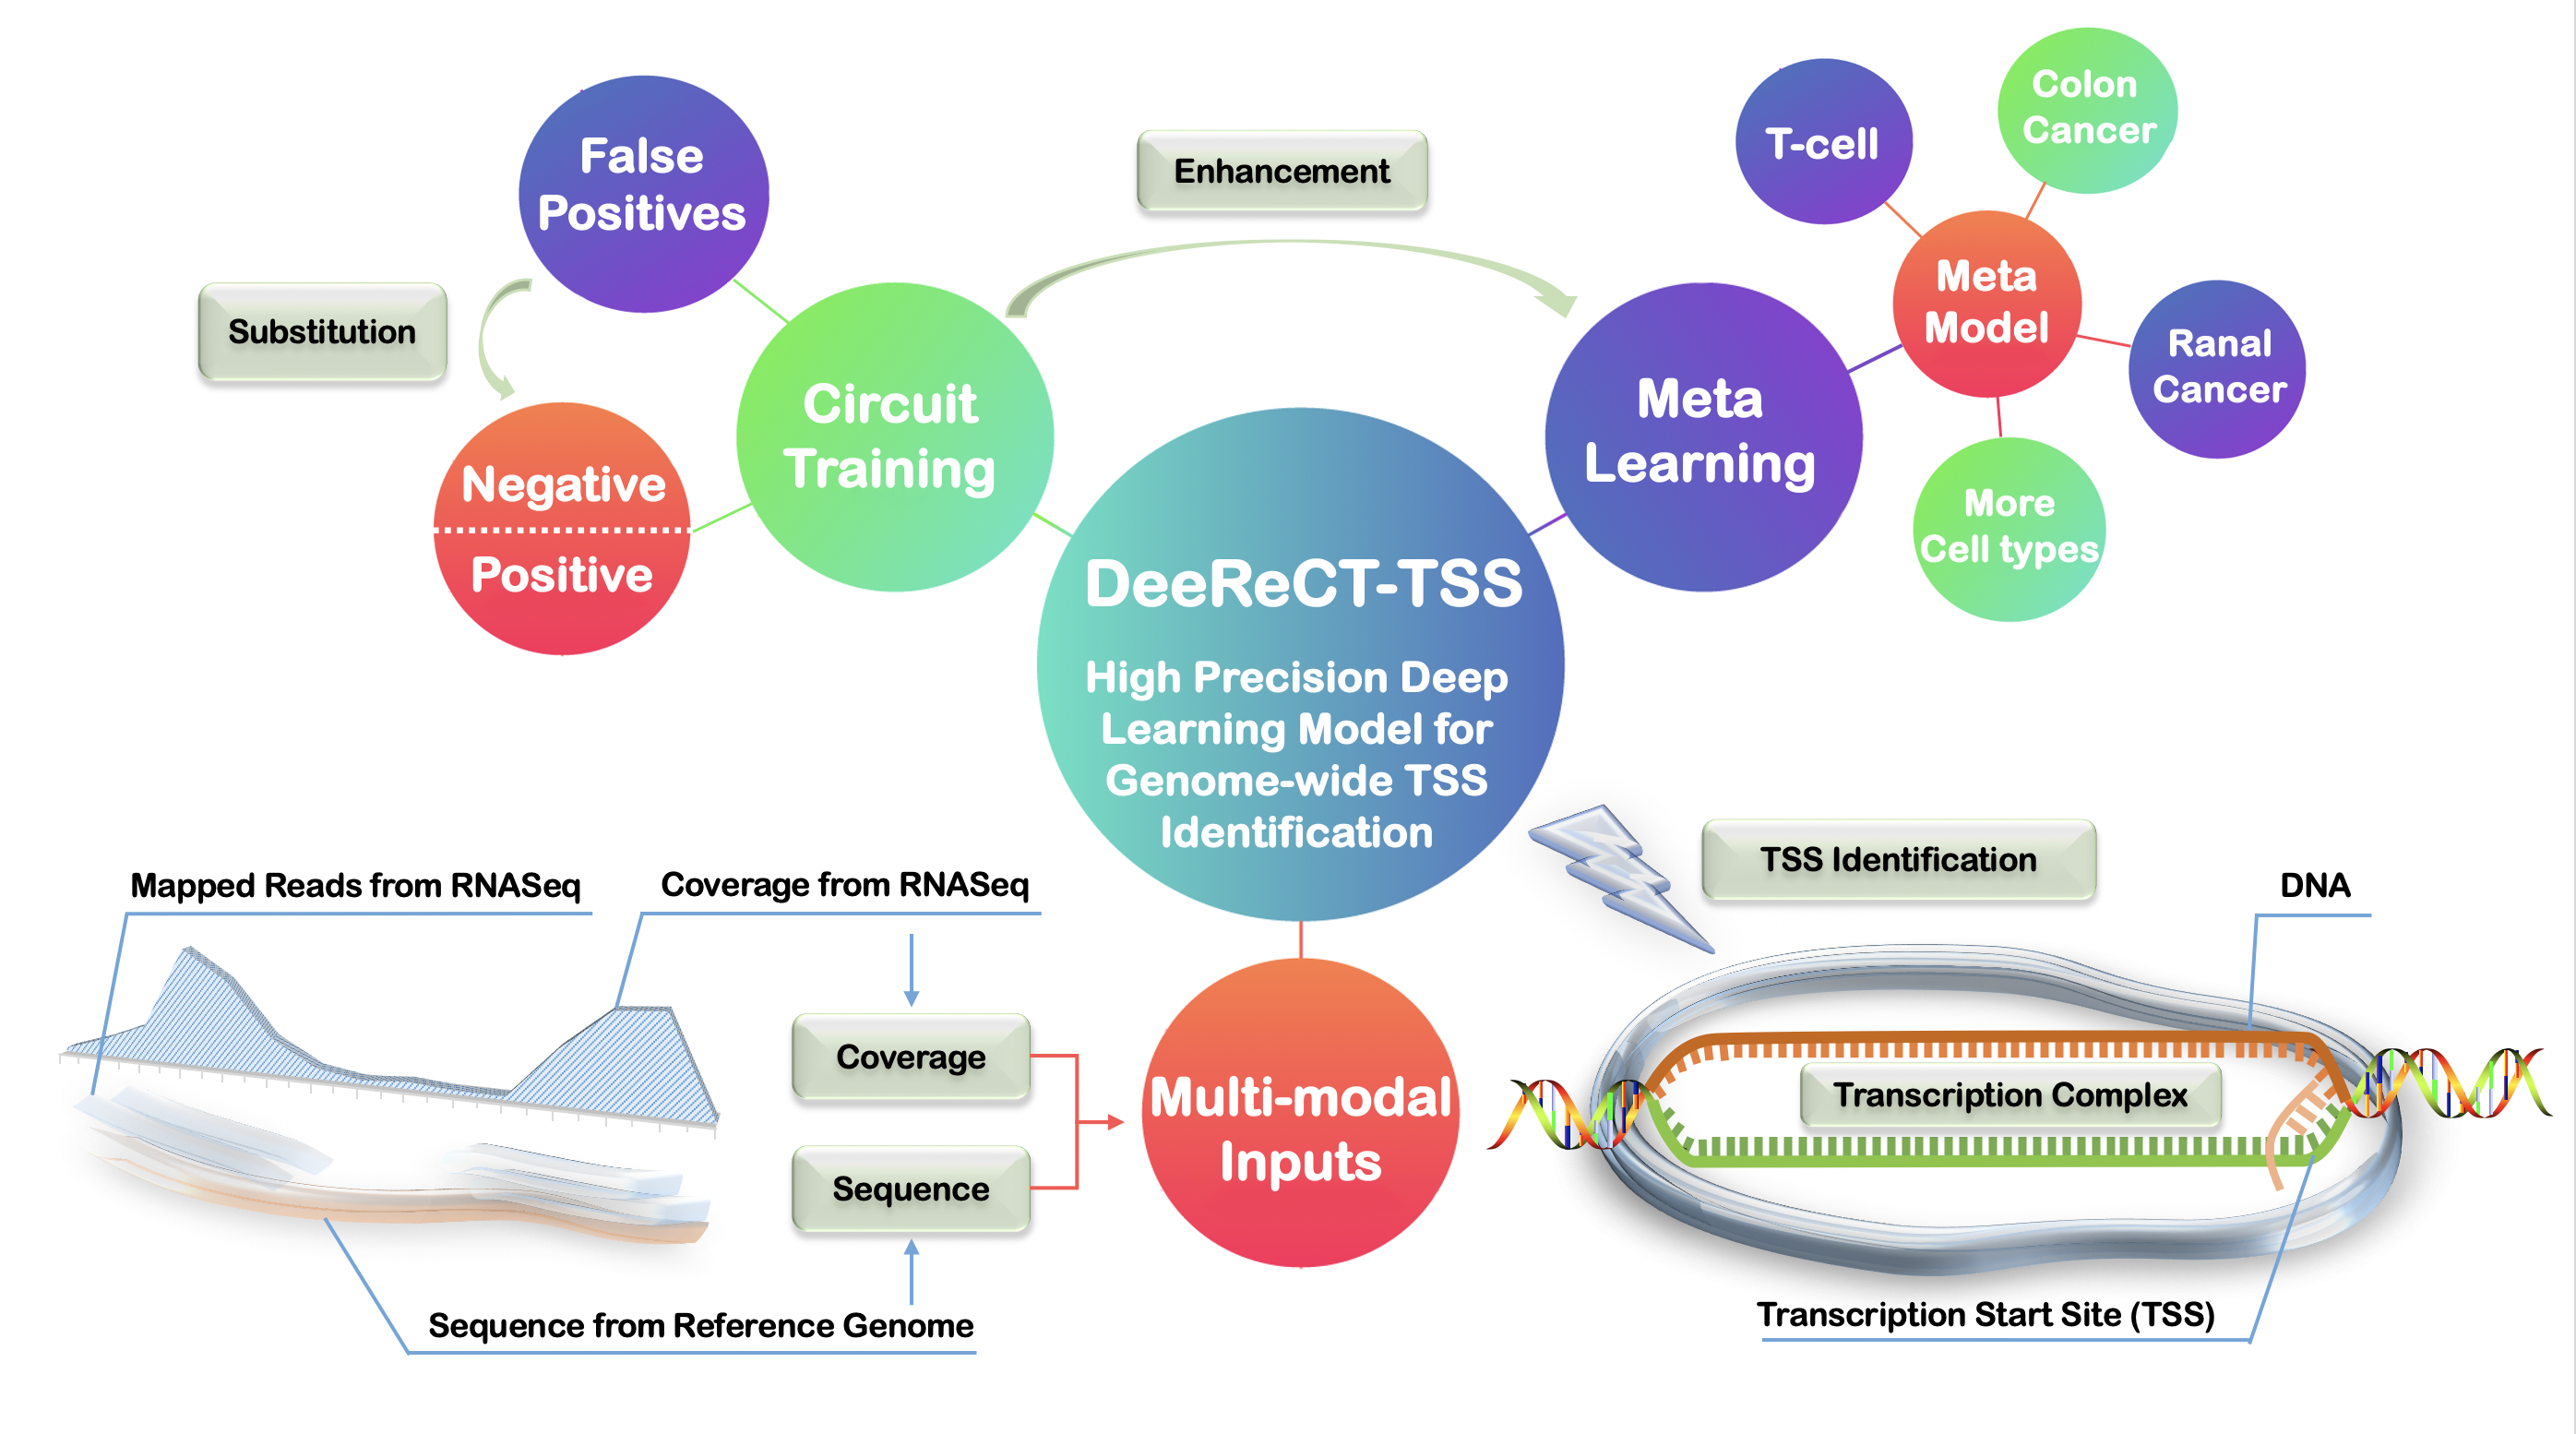 False
Positives
Substitution
Negative
Positive
Circuit
Training
Enhancement
Meta
Learning
T-cell
Colon
Cancer
Meta
Model
Ranal
Cancer
More
Cell types
DeeReCT-TSS
High Precision Deep
Learning Model for
Genome-wide TSS
Identification
Mapped Reads from RNASeq
Coverage from RNASeq
Coverage
Sequence
Sequence from Reference Genome
Multi-modal
Inputs
TSS Identification
DNA
Transcription Complex
Transcription Start Site (TSS)